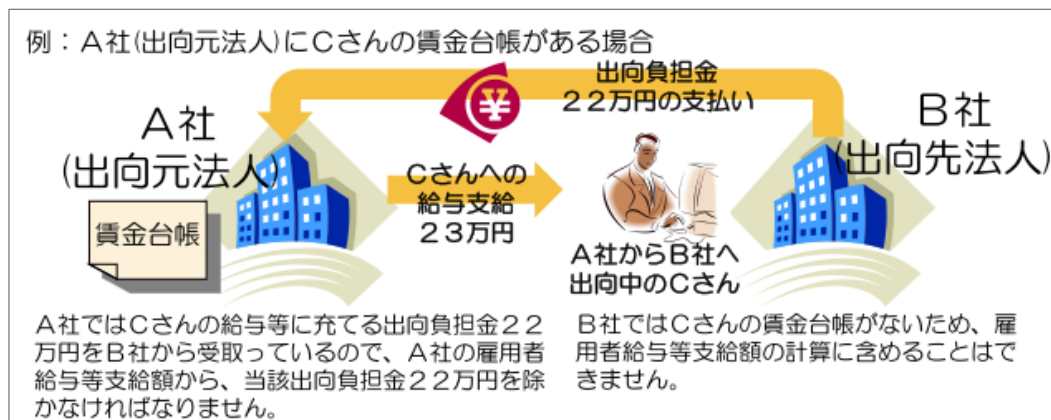 例：Ａ社(出向元法人)にＣさんの賃金台帳がある場合
出向負担金
２２万円の支払い
¥
Ａ社
(出向元法人)
賃金台帳
Ｃさんへの
給与支給
２３万円
Ａ社からＢ社へ
出向中のＣさん
Ｂ社
(出向先法人)
Ａ社ではＣさんの給与等に充てる出向負担金２２
万円をＢ社から受取っているので、Ａ社の雇用者
給与等支給額から、当該出向負担金２２万円を除
かなければなりません。
Ｂ社ではＣさんの賃金台帳がないため、雇
用者給与等支給額の計算に含めることはで
きません。